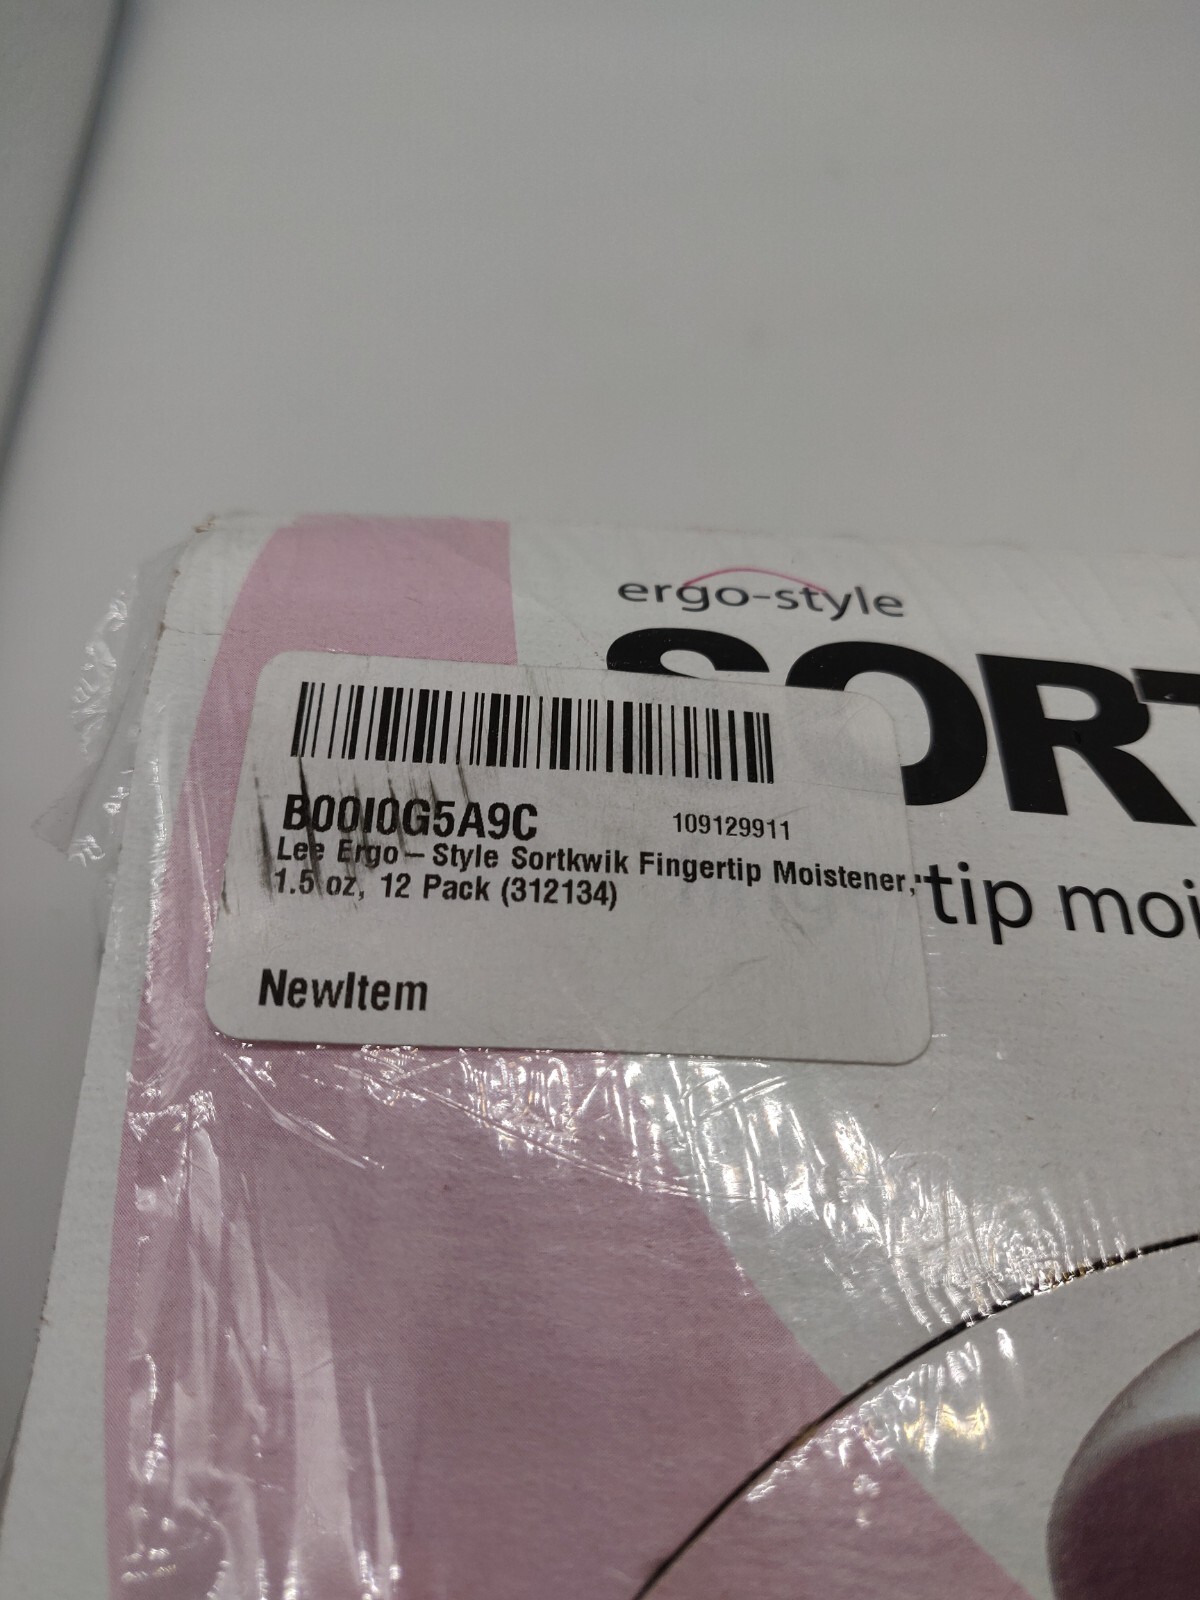 ergo-style
SORT
B00I0G5A9C 109129911
Lee Ergo – Style Sortkwik Fingertip Moistener,
1.5 oz, 12 Pack (312134)
tip moi
NewItem